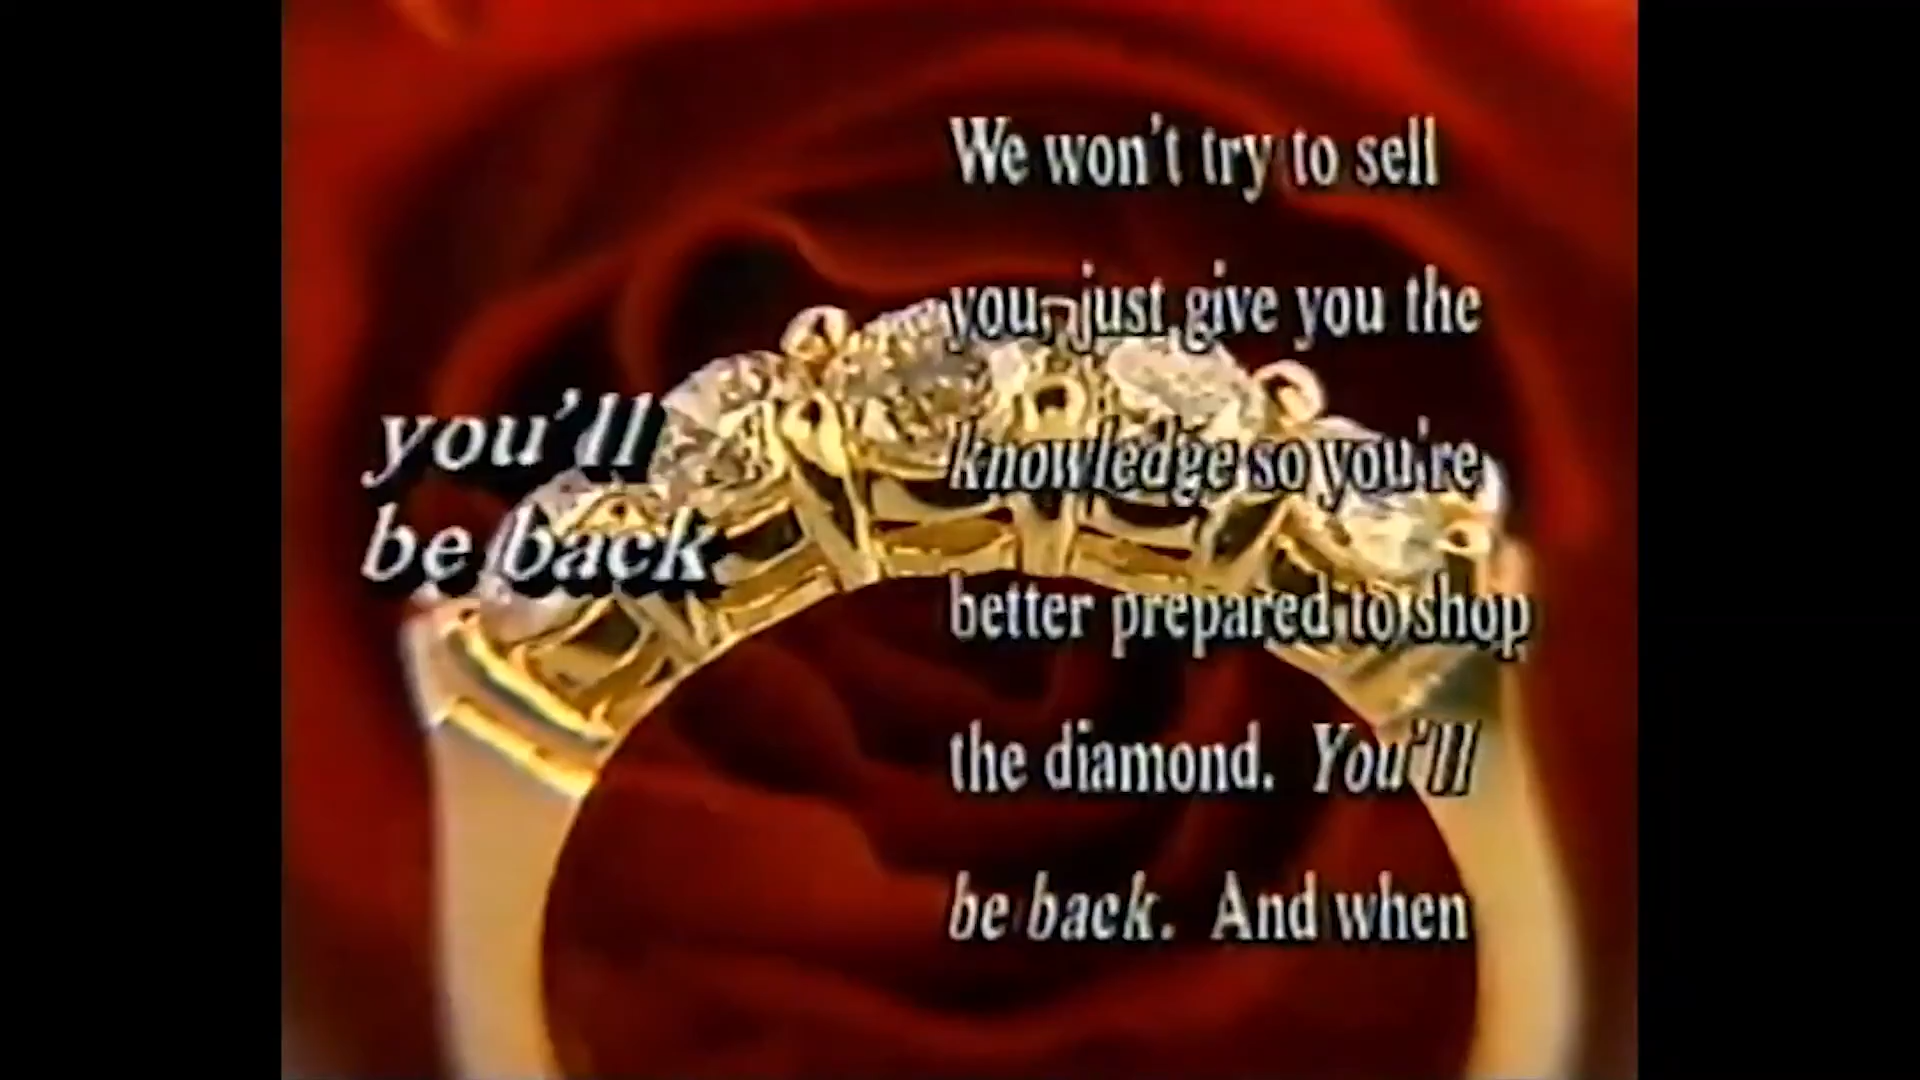 you'll
be back
We won't try to sell
you, just give you the
knowledge so you're
better prepared to shop
the diamond. You'll
be back. And when